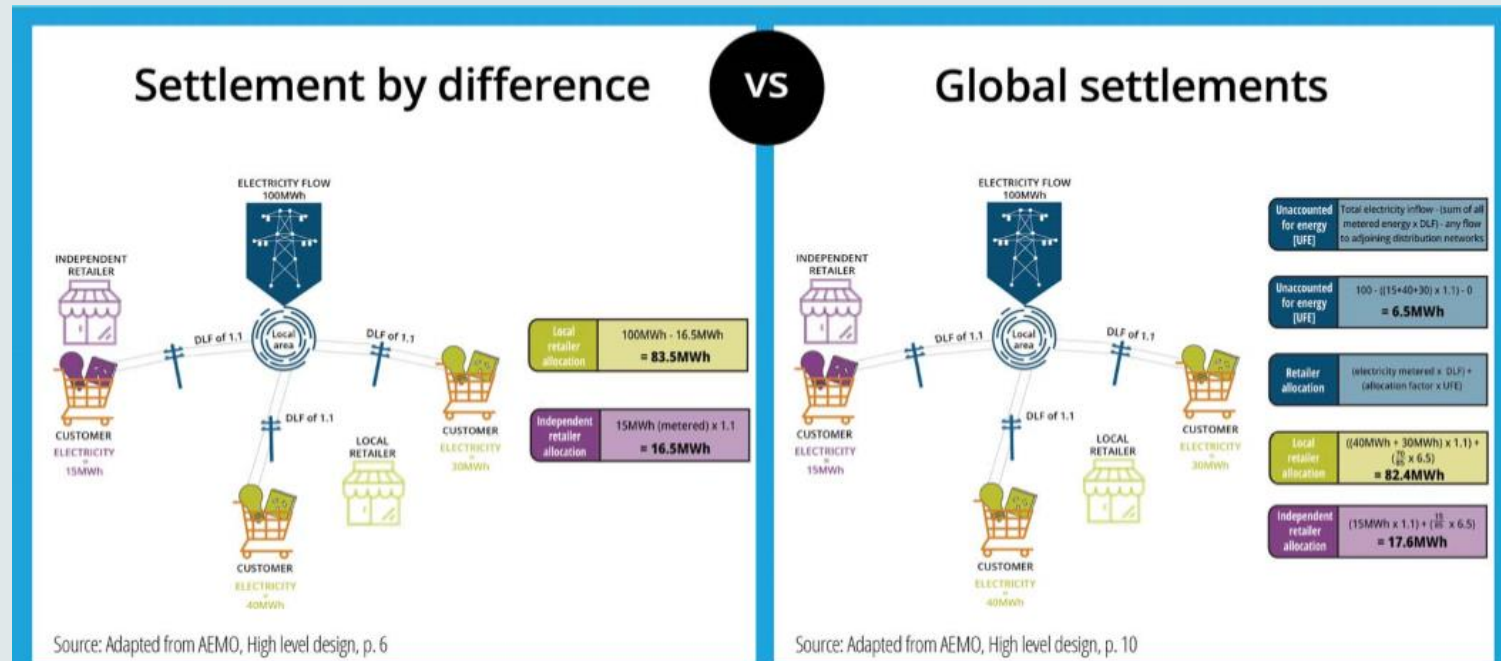 Settlement by difference
VS
Global settlements
ELECTRICITY FLOW
100MWh
INDEPENDENT
RETAILER
DLF of 1.1
Local
area
DLF of 1.1
CUSTOMER
ELECTRICITY
=
15MWh
DLF of 1.1
LOCAL
RETAILER
CUSTOMER
ELECTRICITY
=
30MWh
CUSTOMER
ELECTRICITY
=
40MWh
Local
retailer
allocation
100MWh - 16.5MWh
= 83.5MWh
Independent
retailer
allocation
15MWh (metered) x 1.1
= 16.5MWh
Source: Adapted from AEMO, High level design, p. 6
ELECTRICITY FLOW
100MWh
INDEPENDENT
RETAILER
DLF of 1.1
Local
area
DLF of 1.1
CUSTOMER
ELECTRICITY
=
15MWh
DLF of 1.1
LOCAL
RETAILER
CUSTOMER
ELECTRICITY
=
30MWh
CUSTOMER
ELECTRICITY
=
40MWh
Unaccounted
for energy
[UFE]
Total electricity inflow - (sum of all
metered energy x DLF) - any flow
to adjoining distribution networks
Unaccounted
for energy
[UFE]
100 - ((15+40+30) x 1.1) - 0
= 6.5MWh
Retailer
allocation
(electricity metered x DLF) +
(allocation factor x UFE)
Local
retailer
allocation
((40MWh + 30MWh) x 1.1) +
(70/85 x 6.5)
= 82.4MWh
Independent
retailer
allocation
(15MWh x 1.1) + (15/85 x 6.5)
= 17.6MWh
Source: Adapted from AEMO, High level design, p. 10